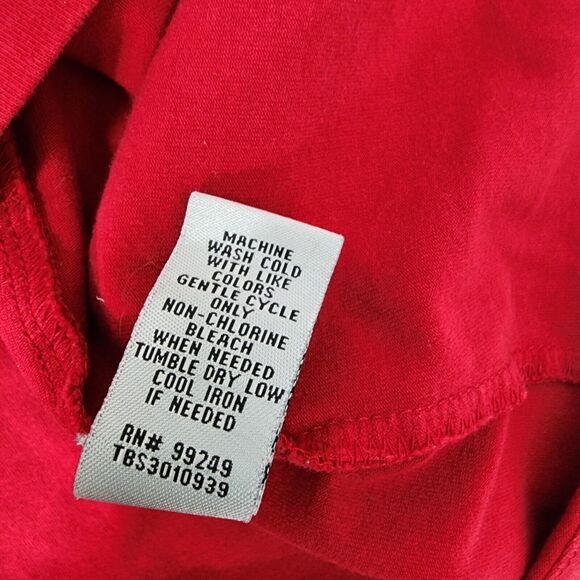 MACHINE
WASH COLD
WITH LIKE
COLORS
GENTLE CYCLE
ONLY
NON-CHLORINE
BLEACH
WHEN NEEDED
TUMBLE DRY LOW
COOL IRON
IF NEEDED
RN# 99249
TBS3010939